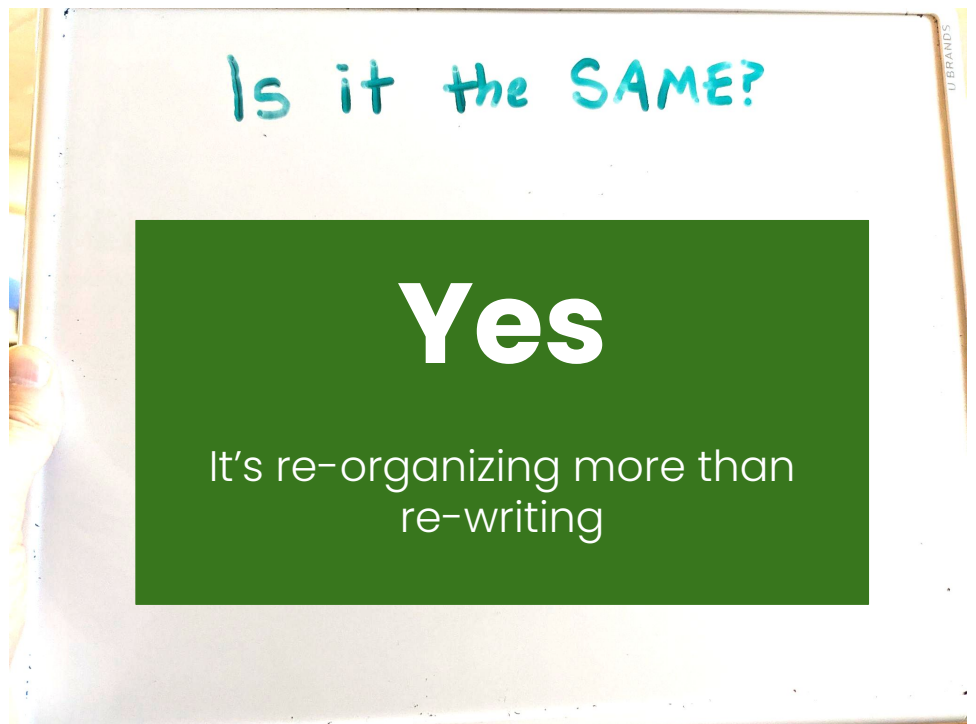 Is it the SAME?
U BRANDS
Yes
It's re-organizing more than
re-writing